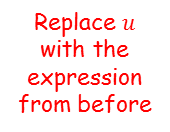 Replace u
with the
expression
from before